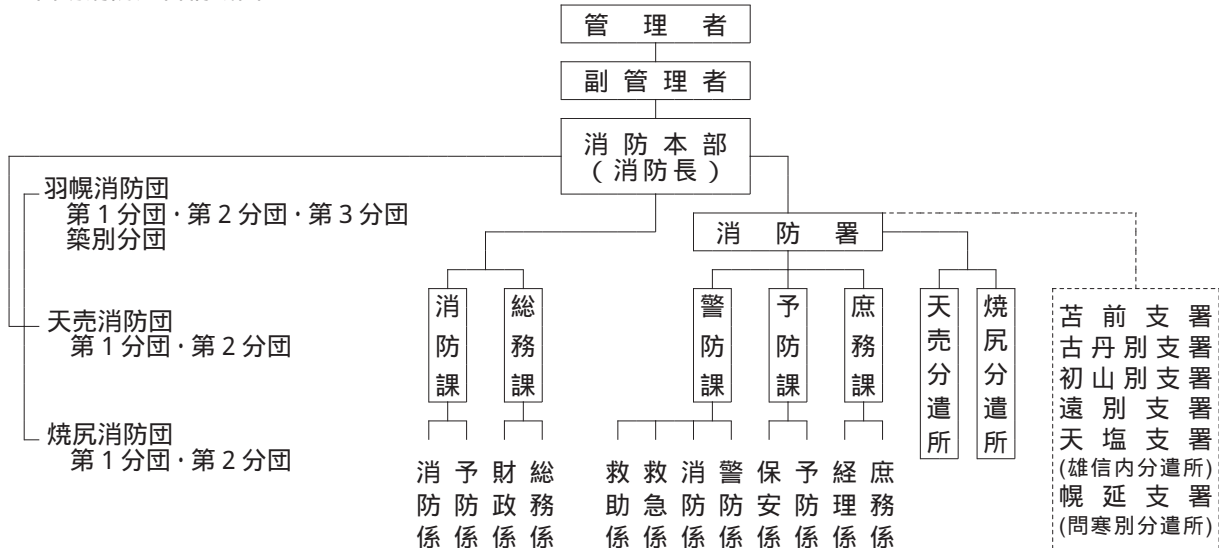 管理者
副管理者
消防本部
(消防長)
羽幌消防団
第1分団・第2分団・第3分団
築別分団
天売消防団
第1分団・第2分団
焼尻消防団
第1分団・第2分団
消防署
消防課
総務課
警防課
予防課
庶務課
天売分遣所
焼尻分遣所
消防係
予防係
財政係
総務係
救助係
救急係
消防係
警防係
保安係
予防係
経理係
庶務係
苫前支署
古丹別支署
初山別支署
遠別支署
天塩支署
(雄信内分遣所)
幌延支署
(問寒別分遣所)